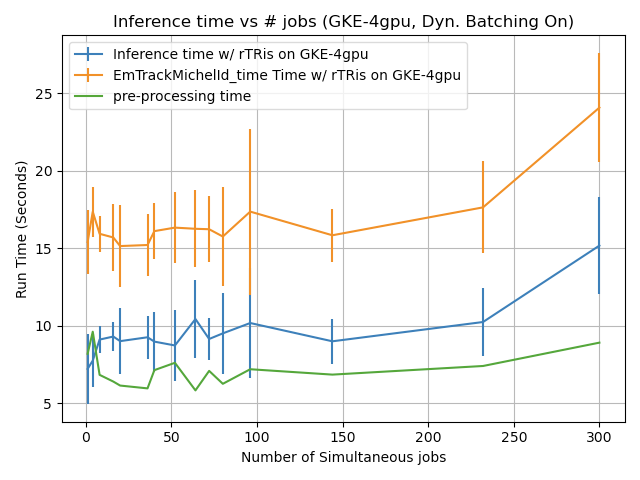 Inference time vs # jobs (GKE-4gpu, Dyn. Batching On)
Inference time w/ rTRis on GKE-4gpu
EmTrackMichelId_time Time w/ rTRis on GKE-4gpu
pre-processing time
Run Time (Seconds)
25
20
15
10
5
0
50
100
150
200
250
300
Number of Simultaneous jobs